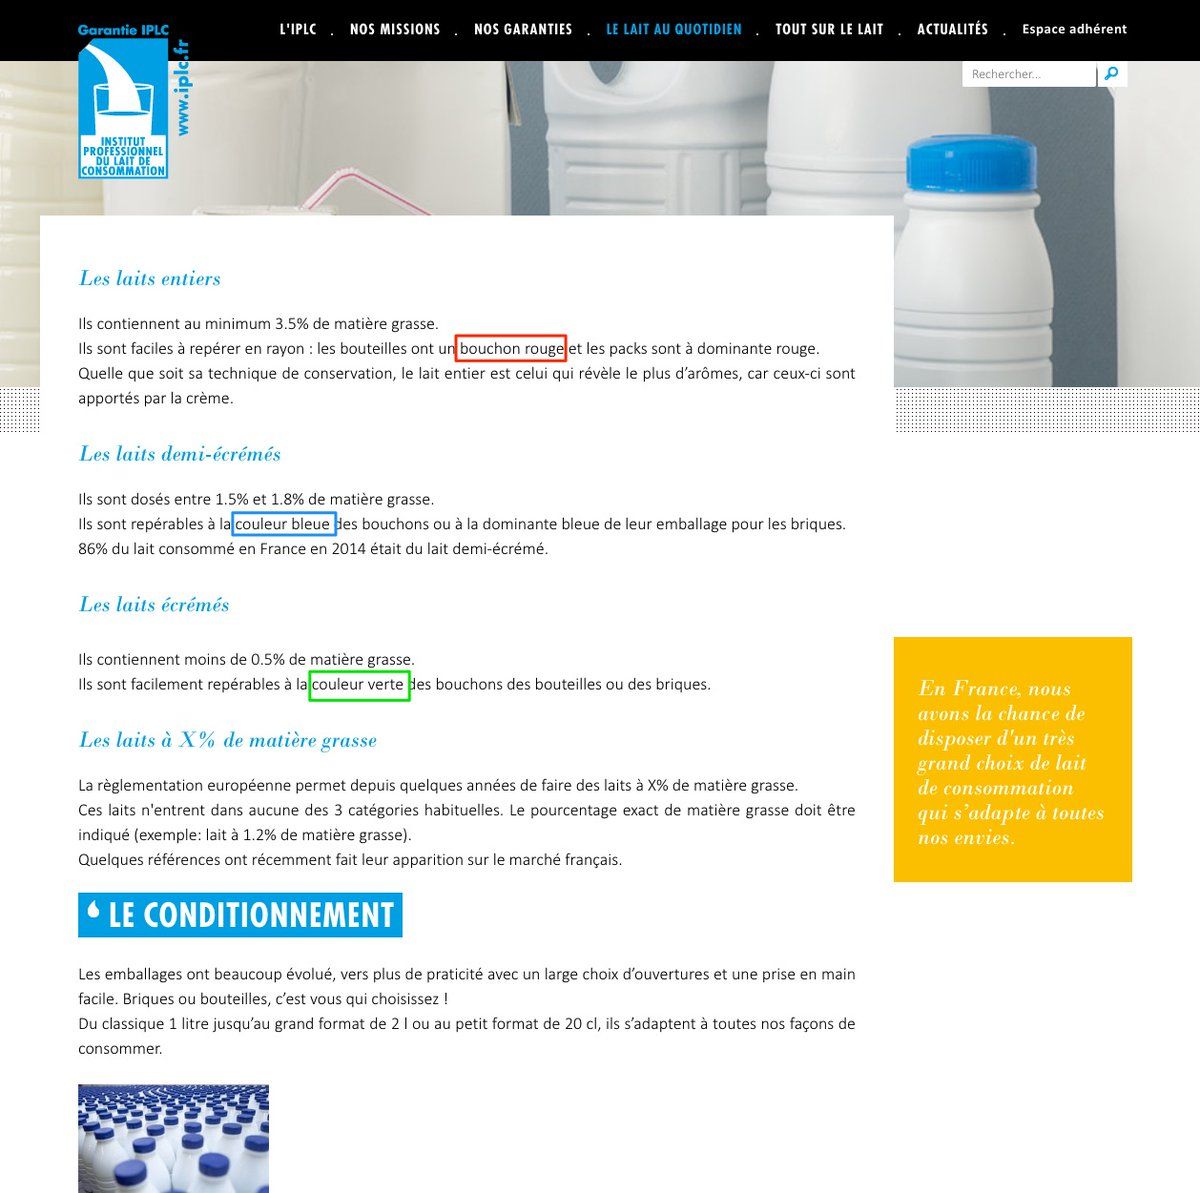 Garantie IPLC
www.iplc.fr
INSTITUT
PROFESSIONNEL
DU LAIT DE
CONSOMMATION
L'IPLC . NOS MISSIONS . NOS GARANTIES . LE LAIT AU QUOTIDIEN . TOUT SUR LE LAIT . ACTUALITÉS . Espace adhérent
Rechercher...
Les laits entiers
Ils contiennent au minimum 3.5% de matière grasse.
Ils sont faciles à repérer en rayon : les bouteilles ont un bouchon rouge et les packs sont à dominante rouge.
Quelle que soit sa technique de conservation, le lait entier est celui qui révèle le plus d’arômes, car ceux-ci sont
apportés par la crème.
Les laits demi-écrémés
Ils sont dosés entre 1.5% et 1.8% de matière grasse.
Ils sont repérables à la couleur bleue des bouchons ou à la dominante bleue de leur emballage pour les briques.
86% du lait consommé en France en 2014 était du lait demi-écrémé.
Les laits écrémés
Ils contiennent moins de 0.5% de matière grasse.
Ils sont facilement repérables à la couleur verte des bouchons des bouteilles ou des briques.
Les laits à X% de matière grasse
La règlementation européenne permet depuis quelques années de faire des laits à X% de matière grasse.
Ces laits n'entrent dans aucune des 3 catégories habituelles. Le pourcentage exact de matière grasse doit être
indiqué (exemple: lait à 1.2% de matière grasse).
Quelques références ont récemment fait leur apparition sur le marché français.
En France, nous
avons la chance de
disposer d'un très
grand choix de lait
de consommation
qui s’adapte à toutes
nos envies.
LE CONDITIONNEMENT
Les emballages ont beaucoup évolué, vers plus de praticité avec un large choix d’ouvertures et une prise en main
facile. Briques ou bouteilles, c’est vous qui choisissez !
Du classique 1 litre jusqu’au grand format de 2 l ou au petit format de 20 cl, ils s’adaptent à toutes nos façons de
consommer.